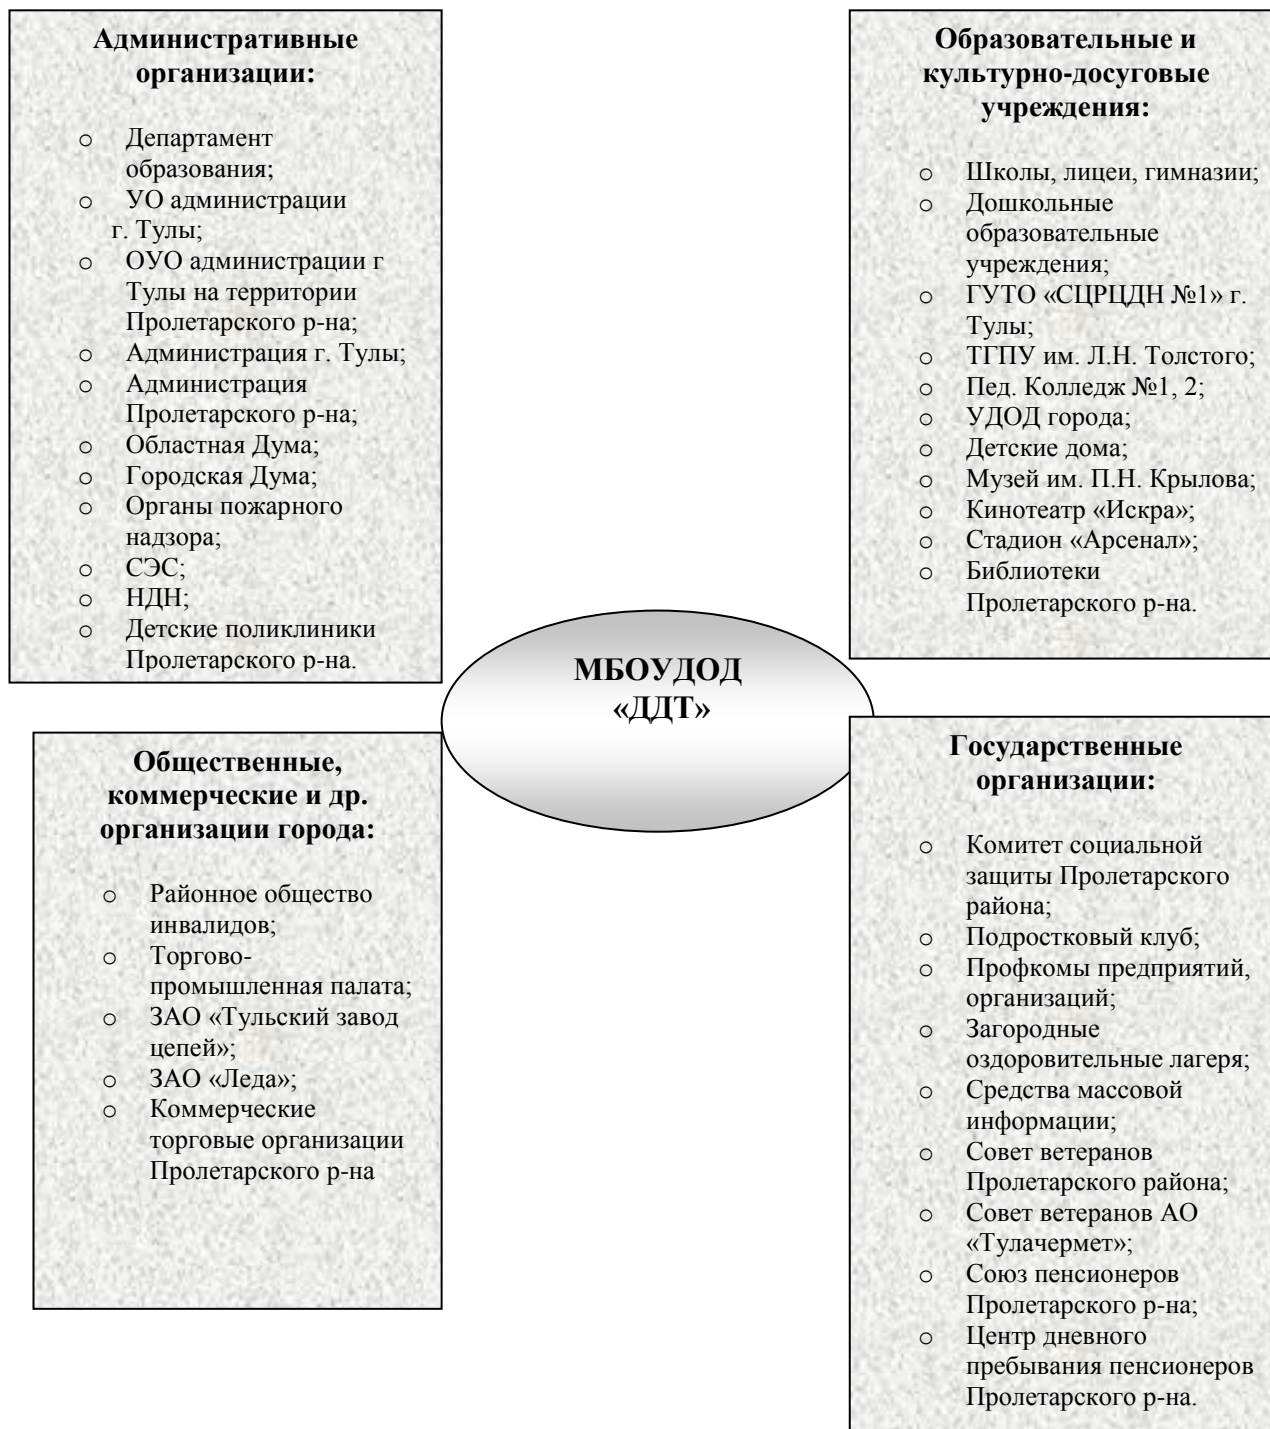 Административные
организации:
o Департамент
образования;
o УО администрации
г. Тулы;
o ОУО администрации г
Тулы на территории
Пролетарского р-на;
o Администрация г. Тулы;
o Администрация
Пролетарского р-на;
o Областная Дума;
o Городская Дума;
o Органы пожарного
надзора;
o СЭС;
o НДН;
o Детские поликлиники
Пролетарского р-на.
Образовательные и
культурно-досуговые
учреждения:
o Школы, лицеи, гимназии;
o Дошкольные
образовательные
учреждения;
o ГУТО «СЦРЦДН №1» г.
Тулы;
o ТГПУ им. Л.Н. Толстого;
o Пед. Колледж №1, 2;
o УДОД города;
o Детские дома;
o Музей им. П.Н. Крылова;
o Кинотеатр «Искра»;
o Стадион «Арсенал»;
o Библиотеки
Пролетарского р-на.
МБОУДОД
«ДДТ»
Общественные,
коммерческие и др.
организации города:
o Районное общество
инвалидов;
o Торгово-
промышленная палата;
o ЗАО «Тульский завод
цепей»;
o ЗАО «Леда»;
o Коммерческие
торговые организации
Пролетарского р-на
Государственные
организации:
o Комитет социальной
защиты Пролетарского
района;
o Подростковый клуб;
o Профкомы предприятий,
организаций;
o Загородные
оздоровительные лагеря;
o Средства массовой
информации;
o Совет ветеранов
Пролетарского района;
o Совет ветеранов АО
«Тулачермет»;
o Союз пенсионеров
Пролетарского р-на;
o Центр дневного
пребывания пенсионеров
Пролетарского р-на.